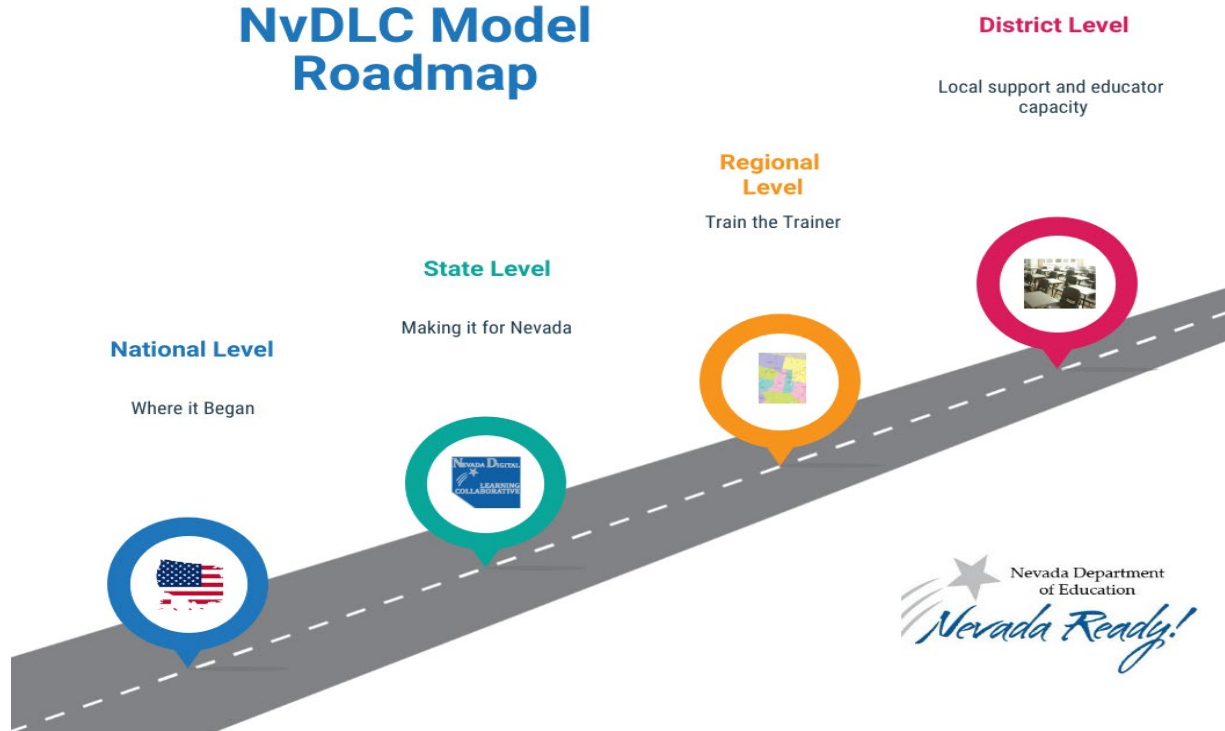 NvDLC Model
Roadmap
District Level
Local support and educator
capacity
Regional
Level
Train the Trainer
State Level
Making it for Nevada
National Level
Where it Began
NEVADA DIGITAL
LEARNING
COLLABORATIVE
Nevada Department
of Education
Nevada Ready!